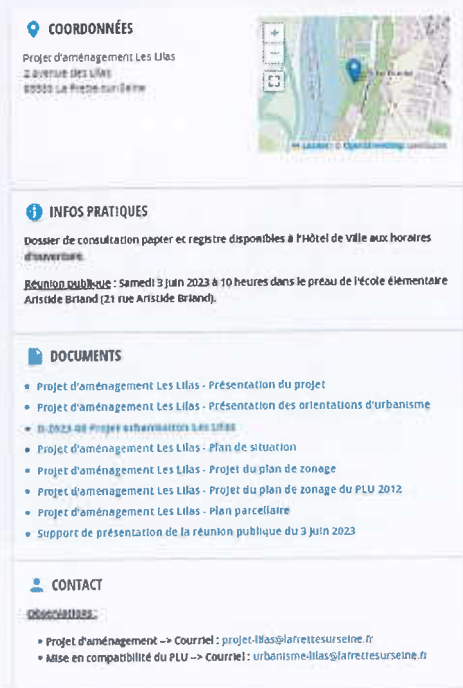 COORDONNÉES
Projet d'aménagement Les Lilas
2 avenue des Lilas
La Frette-sur-Seine
+
−
Leaflet | © OpenStreetMap
INFOS PRATIQUES
Dossier de consultation papier et registre disponibles à l'Hôtel de Ville aux horaires
d'ouverture.
Réunion publique : Samedi 3 juin 2023 à 10 heures dans le préau de l'école élémentaire
Aristide Briand (21 rue Aristide Briand).
DOCUMENTS
• Projet d'aménagement Les Lilas - Présentation du projet
• Projet d'aménagement Les Lilas - Présentation des orientations d'urbanisme
• Projet urbanisation Les Lilas
• Projet d'aménagement Les Lilas - Plan de situation
• Projet d'aménagement Les Lilas - Projet du plan de zonage
• Projet d'aménagement Les Lilas - Projet du plan de zonage du PLU 2012
• Projet d'aménagement Les Lilas - Plan parcellaire
• Support de présentation de la réunion publique du 3 juin 2023
CONTACT
Observations :
• Projet d'aménagement –> Courriel : projet-lilas@lafrettesurseine.fr
• Mise en compatibilité du PLU –> Courriel : urbanisme-lilas@lafrettesurseine.fr